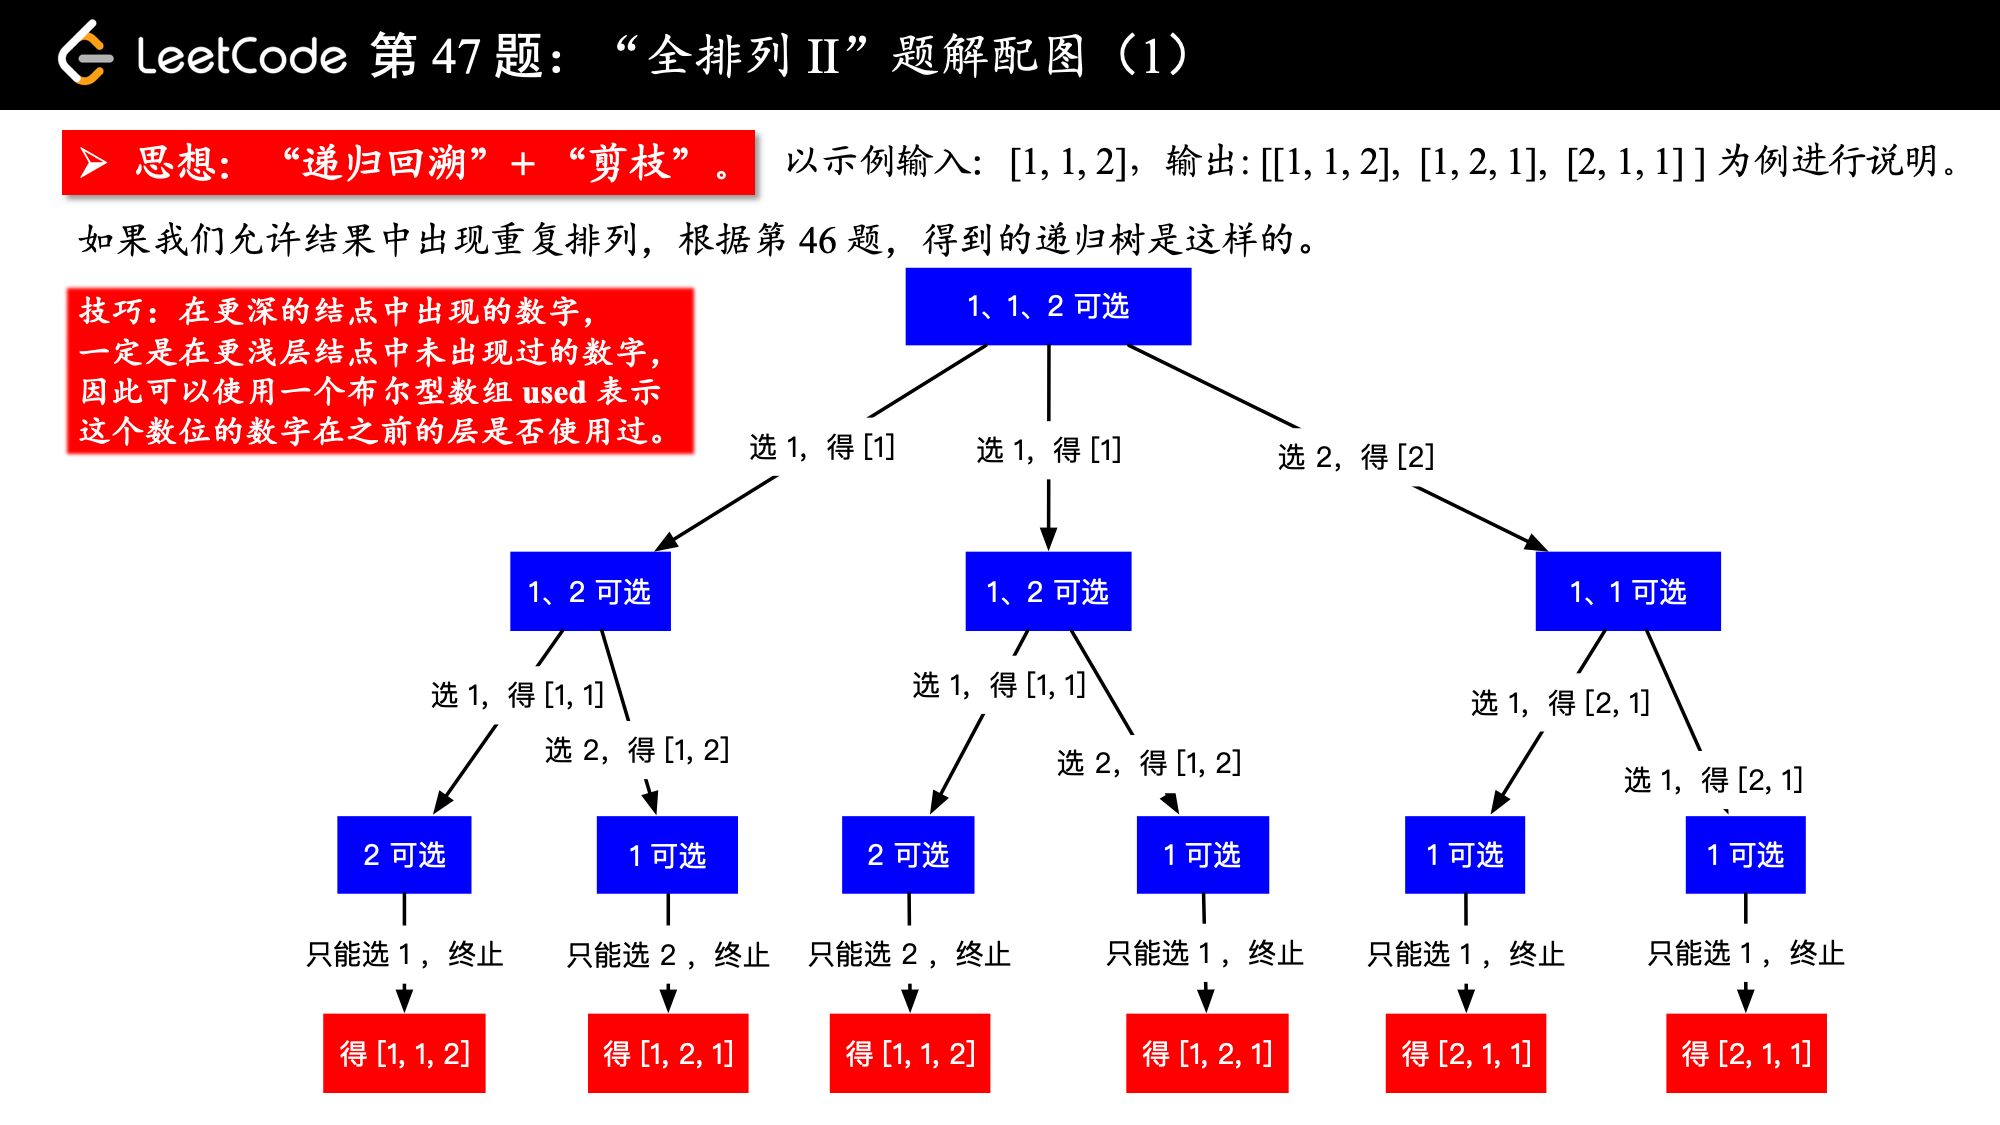 LeetCode 第 47 题：“全排列 II”题解配图（1）
➢ 思想：“递归回溯”+“剪枝”。
以示例输入：[1, 1, 2]，输出: [[1, 1, 2], [1, 2, 1], [2, 1, 1] ] 为例进行说明。
如果我们允许结果中出现重复排列，根据第 46 题，得到的递归树是这样的。
技巧：在更深的结点中出现的数字，
一定是在更浅层结点中未出现过的数字，
因此可以使用一个布尔型数组 used 表示
这个数位的数字在之前的层是否使用过。
1、1、2 可选
选 1，得 [1]
选 1，得 [1]
选 2，得 [2]
1、2 可选
1、2 可选
1、1 可选
选 1，得 [1, 1]
选 2，得 [1, 2]
选 1，得 [1, 1]
选 2，得 [1, 2]
选 1，得 [2, 1]
选 1，得 [2, 1]
2 可选
1 可选
2 可选
1 可选
1 可选
1 可选
只能选 1 ，终止
只能选 2 ，终止
只能选 2 ，终止
只能选 1 ，终止
只能选 1 ，终止
只能选 1 ，终止
得 [1, 1, 2]
得 [1, 2, 1]
得 [1, 1, 2]
得 [1, 2, 1]
得 [2, 1, 1]
得 [2, 1, 1]